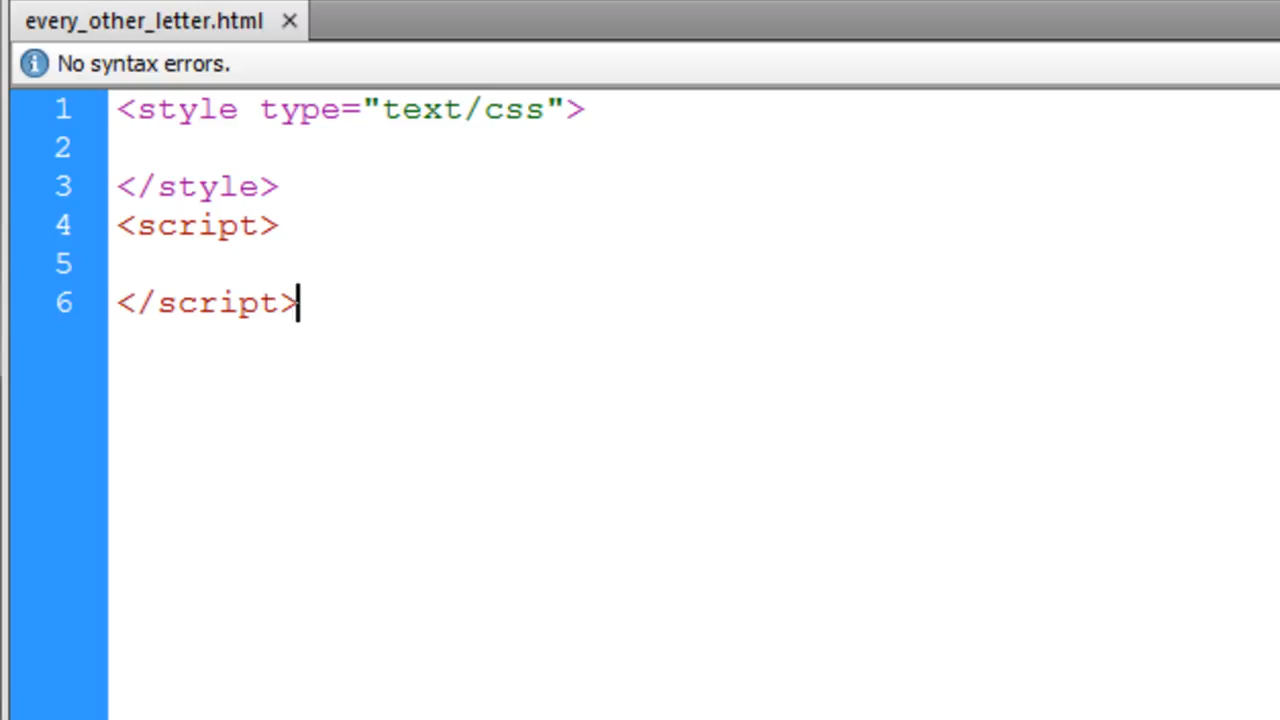 every_other_letter.html ×
No syntax errors.
1 <style type="text/css">
2
3 </style>
4 <script>
5
6 </script>